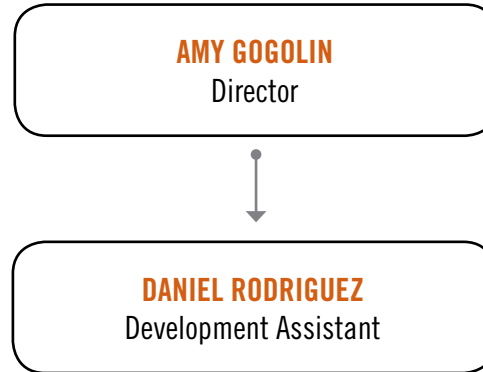 AMY GOGOLIN
Director
DANIEL RODRIGUEZ
Development Assistant